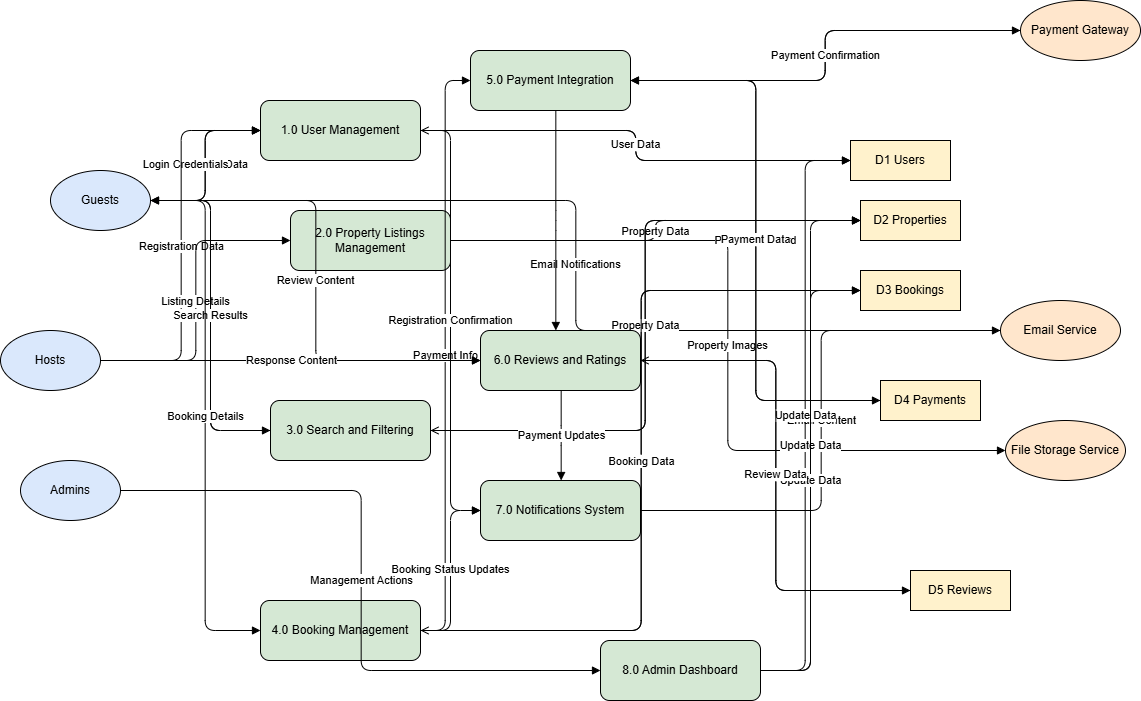 Payment Gateway
Payment Confirmation
5.0 Payment Integration
1.0 User Management
User Data
Login Credentials
Data
D1 Users
Guests
D2 Properties
2.0 Property Listings
Management
Property Data
Payment Data
Registration Data
Email Notifications
Review Content
D3 Bookings
Listing Details
Search Results
Registration Confirmation
Property Data
Email Service
Property Images
Hosts
Response Content
Payment Info
6.0 Reviews and Ratings
D4 Payments
Booking Details
Update Data
Content
3.0 Search and Filtering
Payment Updates
Update Data
File Storage Service
Booking Data
Review Data
Update Data
Admins
7.0 Notifications System
Booking Status Updates
Management Actions
D5 Reviews
4.0 Booking Management
8.0 Admin Dashboard